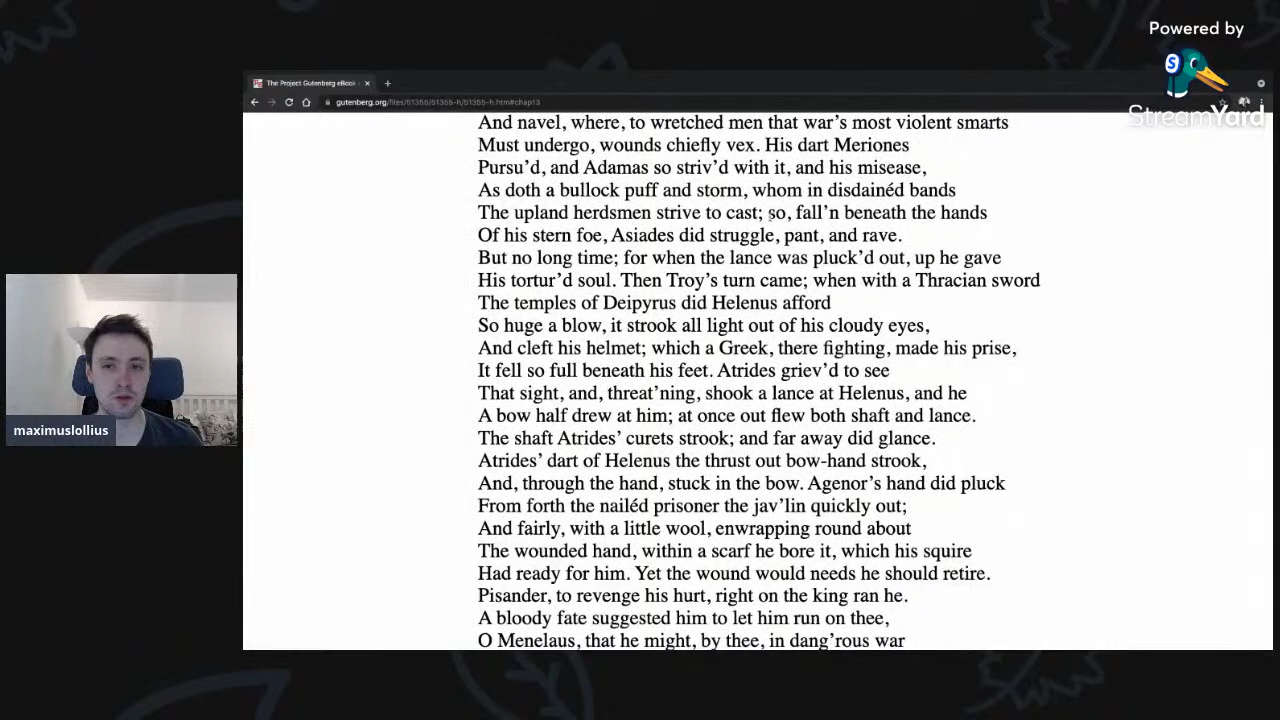 Powered by
StreamYard
The Project Gutenberg eBook
gutenberg.org/files/51355/51355-h/51355-h.htm#chap13
And navel, where, to wretched men that war’s most violent smarts
Must undergo, wounds chiefly vex. His dart Meriones
Pursu’d, and Adamas so striv’d with it, and his misease,
As doth a bullock puff and storm, whom in disdainéd bands
The upland herdsmen strive to cast; so, fall’n beneath the hands
Of his stern foe, Asiades did struggle, pant, and rave.
But no long time; for when the lance was pluck’d out, up he gave
His tortur’d soul. Then Troy’s turn came; when with a Thracian sword
The temples of Deipyrus did Helenus afford
So huge a blow, it strook all light out of his cloudy eyes,
And cleft his helmet; which a Greek, there fighting, made his prise,
It fell so full beneath his feet. Atrides griev’d to see
That sight, and, threat’ning, shook a lance at Helenus, and he
A bow half drew at him; at once out flew both shaft and lance.
The shaft Atrides’ curets strook; and far away did glance.
Atrides’ dart of Helenus the thrust out bow-hand strook,
And, through the hand, stuck in the bow. Agenor’s hand did pluck
From forth the nailéd prisoner the jav’lin quickly out;
And fairly, with a little wool, enwrapping round about
The wounded hand, within a scarf he bore it, which his squire
Had ready for him. Yet the wound would needs he should retire.
Pisander, to revenge his hurt, right on the king ran he.
A bloody fate suggested him to let him run on thee,
O Menelaus, that he might, by thee, in dang’rous war
maximuslollius